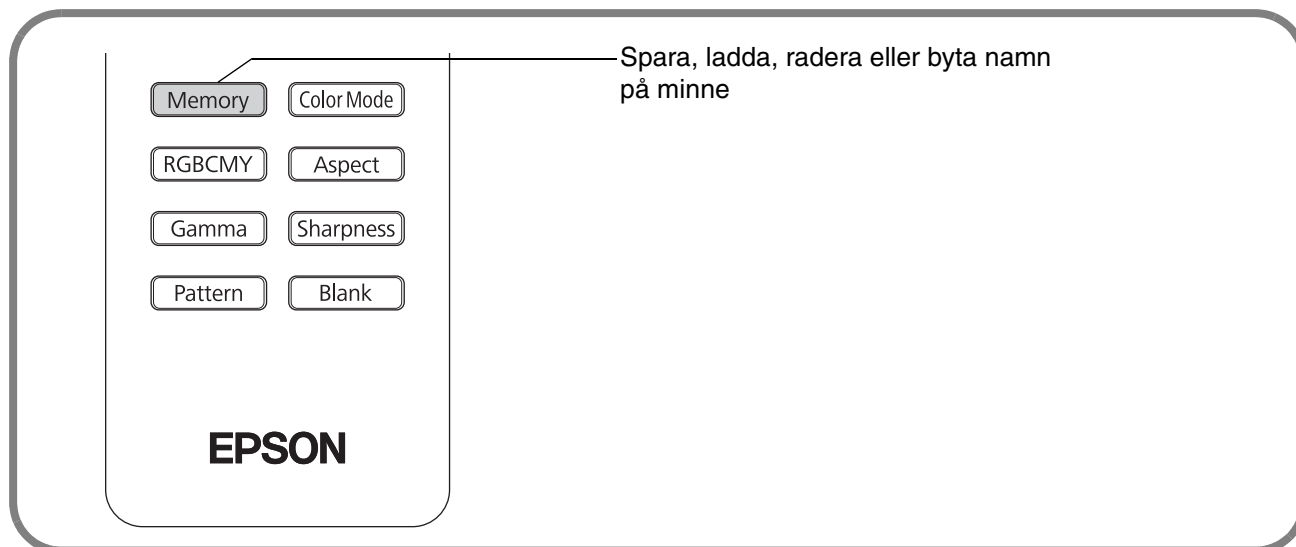 Spara, ladda, radera eller byta namn
på minne
Memory
Color Mode
RGBCMY
Aspect
Gamma
Sharpness
Pattern
Blank
EPSON